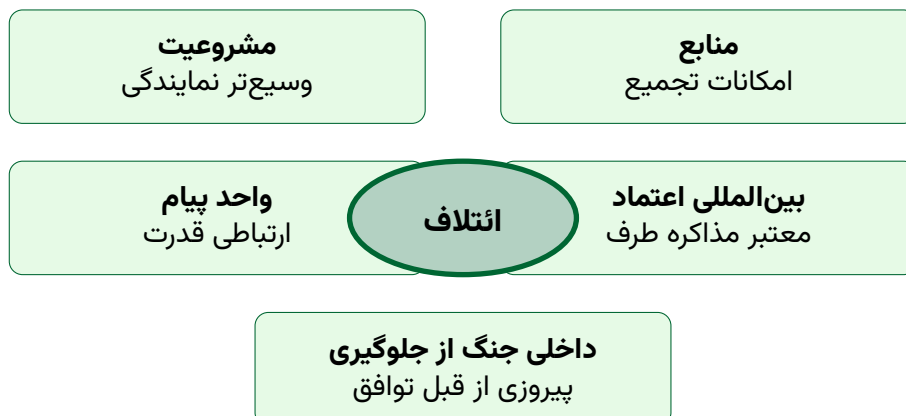 منابع
امکانات تجمیع
مشروعیت
وسیع‌تر نمایندگی
بین‌المللی اعتماد
معتبر مذاکره طرف
ائتلاف
واحد پیام
ارتباطی قدرت
داخلی جنگ از جلوگیری
پیروزی از قبل توافق